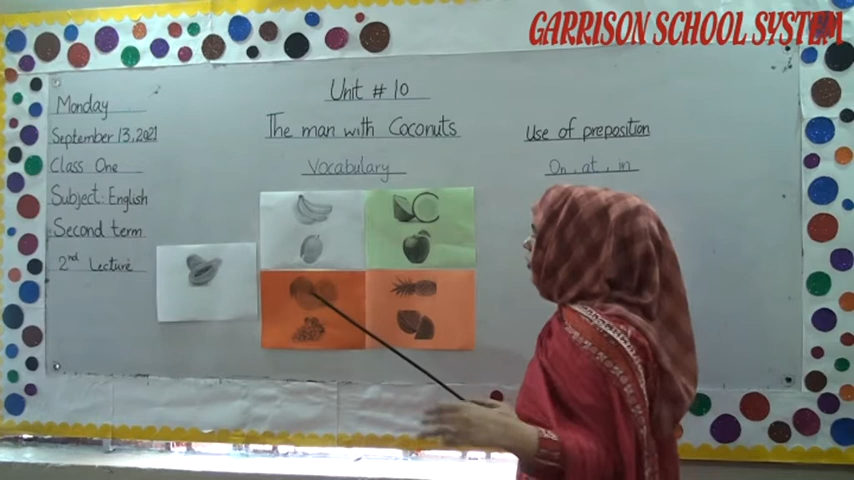 GARRISON SCHOOL SYSTEM
Unit # 10
Monday
September 13, 2021
The man with Coconuts
Use of preposition
Class One
Vocabulary
On, at, in
Subject: English
Second term
2nd Lecture